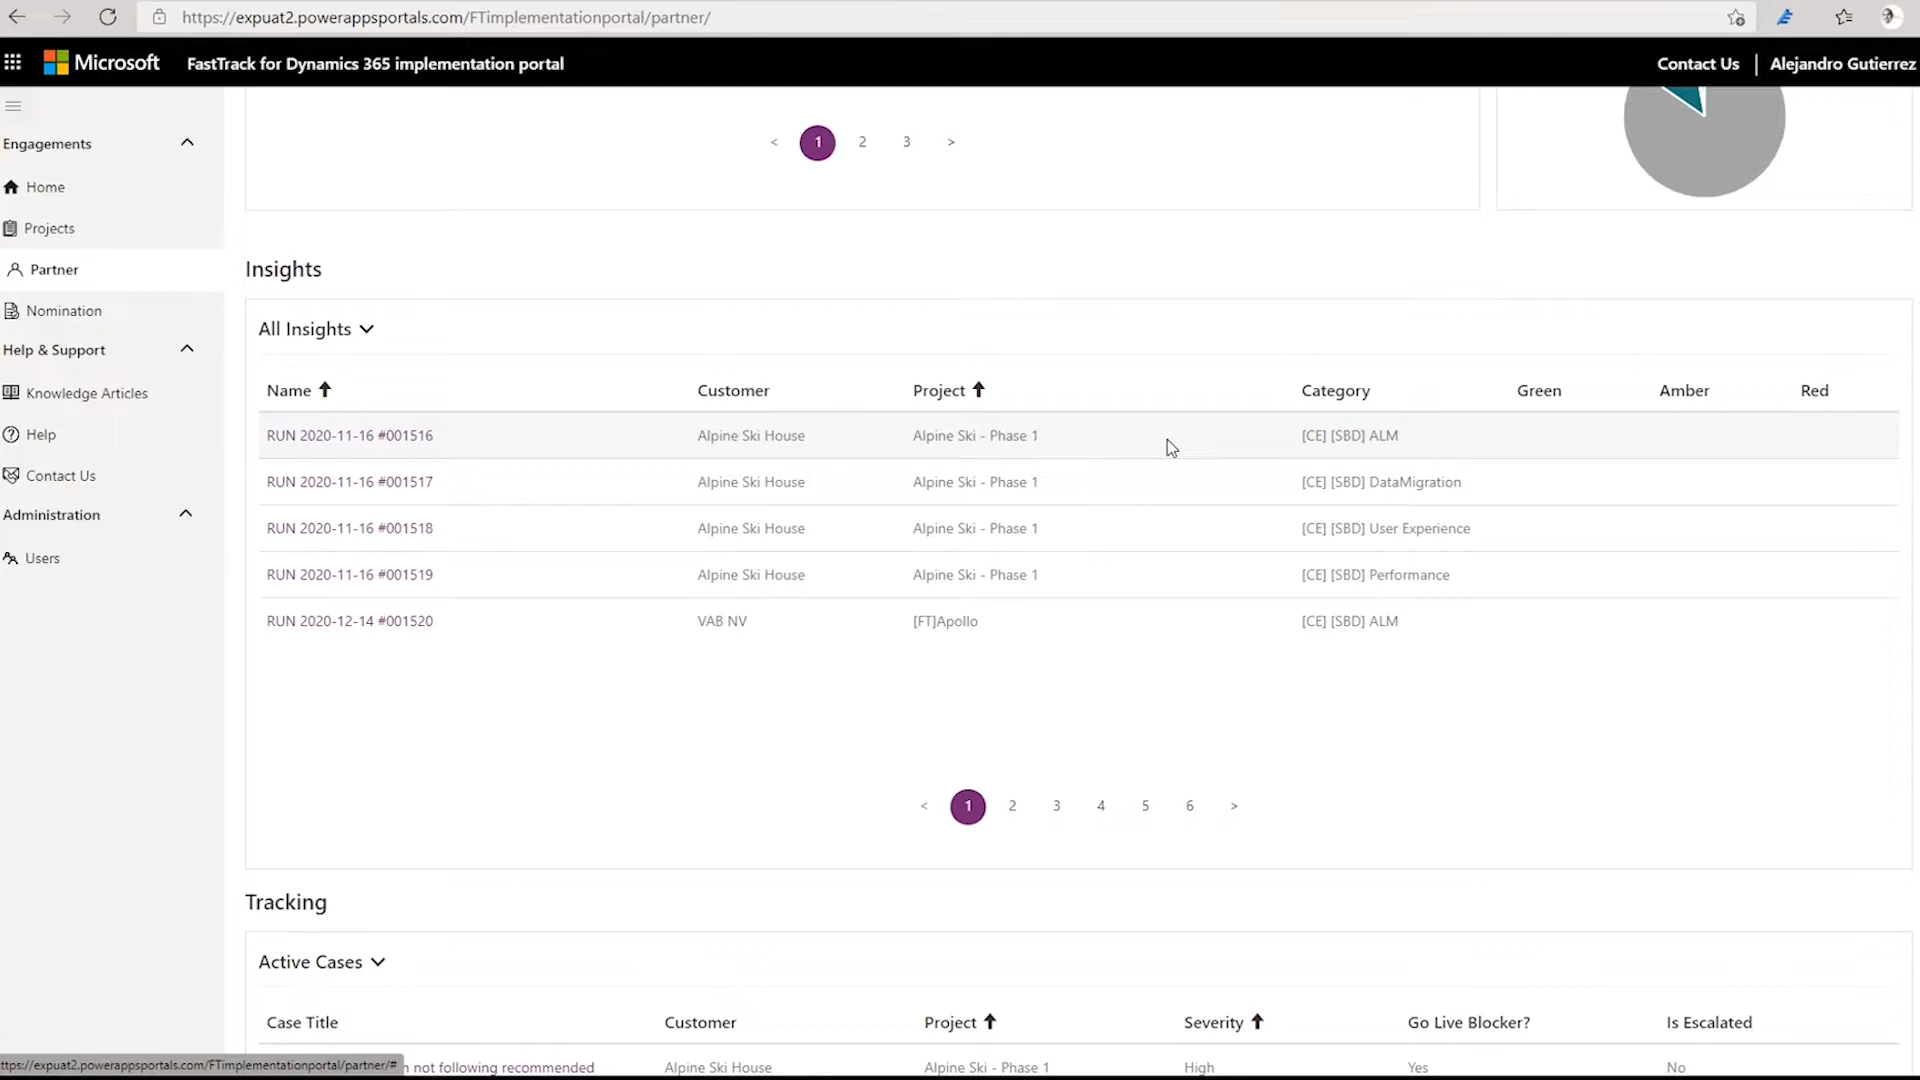 https://expuat2.powerappsportals.com/FTimplementationportal/partner/
Microsoft FastTrack for Dynamics 365 implementation portal Contact Us | Alejandro Gutierrez
Engagements
Home
Projects
Partner
Nomination
Help & Support
Knowledge Articles
Help
Contact Us
Administration
Users
< 1 2 3 >
Insights
All Insights
Name Customer Project Category Green Amber Red
RUN 2020-11-16 #001516 Alpine Ski House Alpine Ski - Phase 1 [CE] [SBD] ALM
RUN 2020-11-16 #001517 Alpine Ski House Alpine Ski - Phase 1 [CE] [SBD] DataMigration
RUN 2020-11-16 #001518 Alpine Ski House Alpine Ski - Phase 1 [CE] [SBD] User Experience
RUN 2020-11-16 #001519 Alpine Ski House Alpine Ski - Phase 1 [CE] [SBD] Performance
RUN 2020-12-14 #001520 VAB NV [FT]Apollo [CE] [SBD] ALM
< 1 2 3 4 5 6 >
Tracking
Active Cases
Case Title Customer Project Severity Go Live Blocker? Is Escalated
not following recommended Alpine Ski House Alpine Ski - Phase 1 High Yes No
ttps://expuat2.powerappsportals.com/FTimplementationportal/partner/#